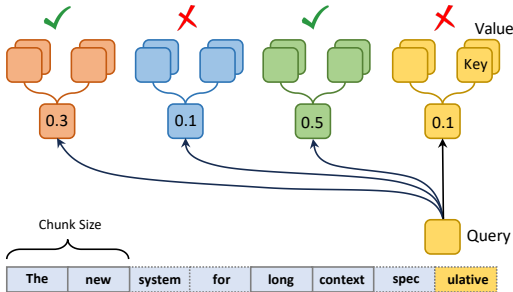 Value
Key
0.3 0.1 0.5 0.1
Chunk Size
Query
The new system for long context spec ulative